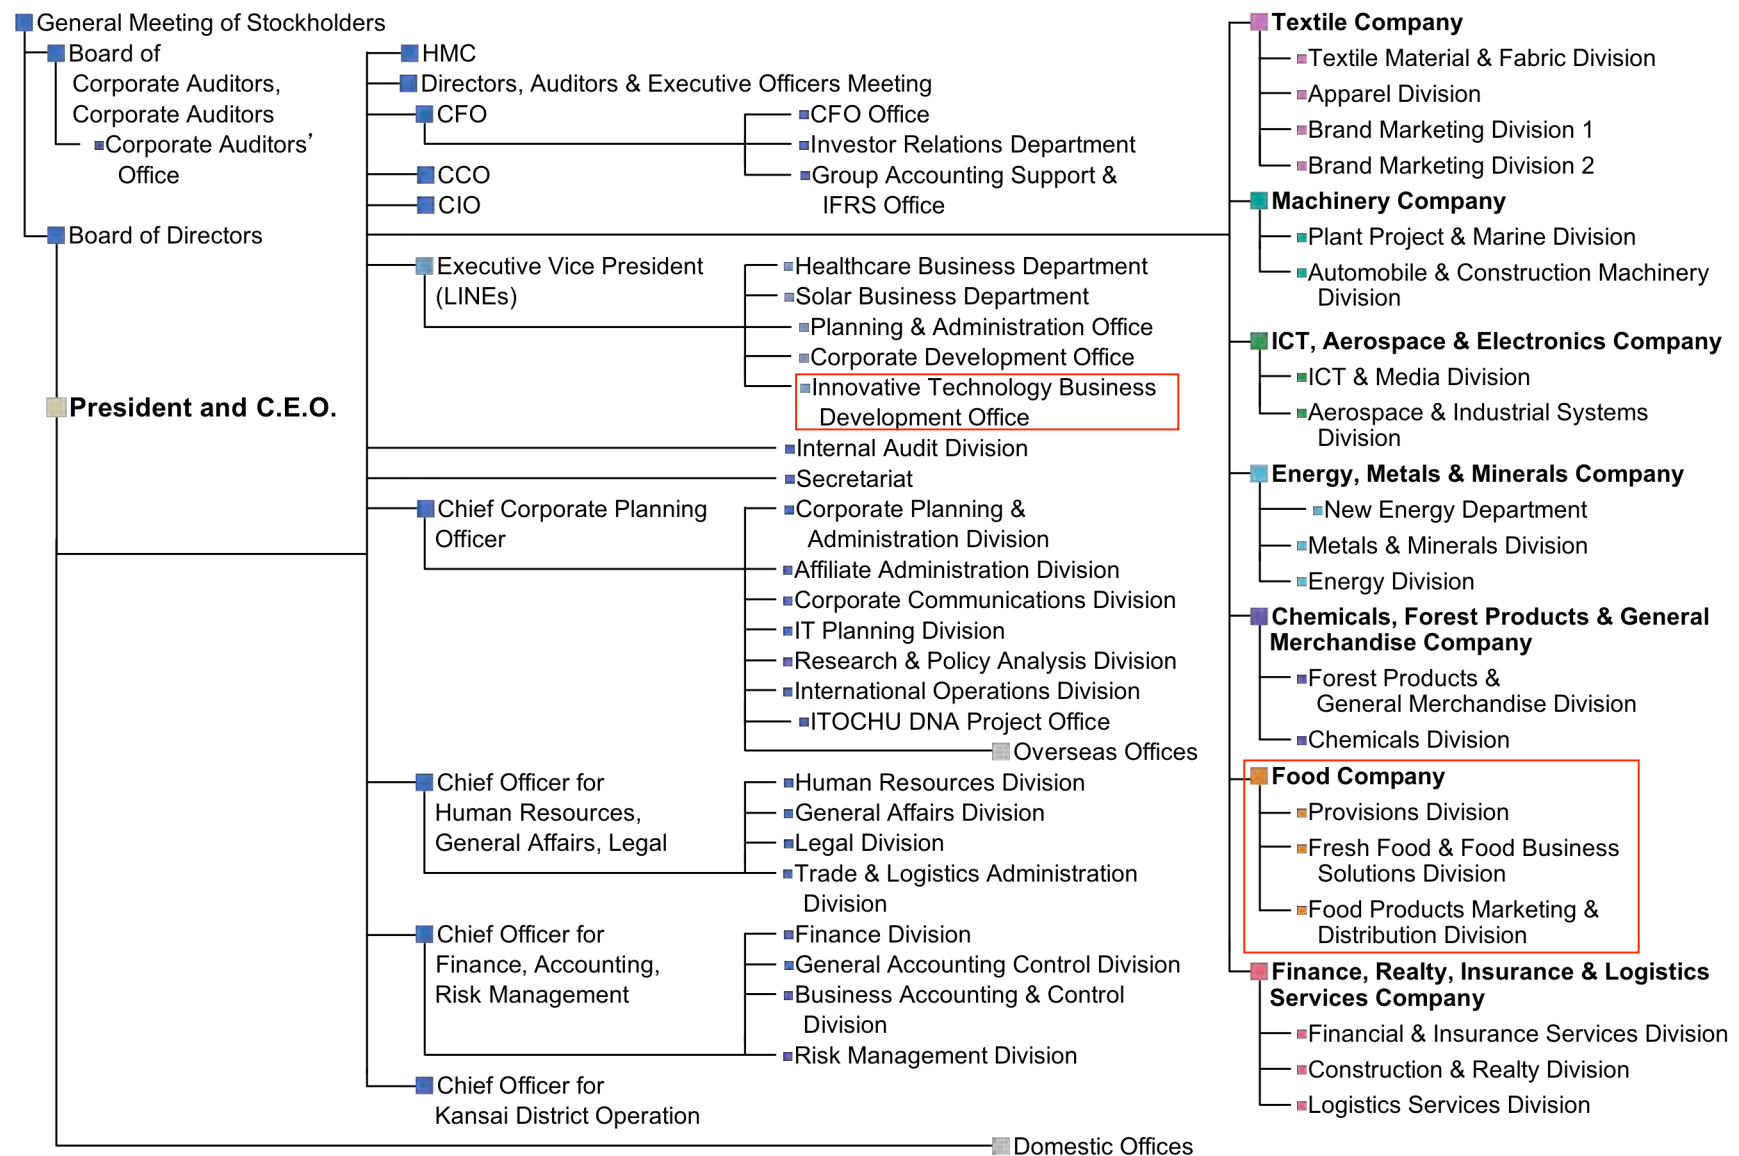 General Meeting of Stockholders
Board of
Corporate Auditors,
Corporate Auditors
Corporate Auditors’
Office
Board of Directors
President and C.E.O.
HMC
Directors, Auditors & Executive Officers Meeting
CFO
CFO Office
Investor Relations Department
Group Accounting Support &
IFRS Office
CCO
CIO
Executive Vice President
(LINEs)
Healthcare Business Department
Solar Business Department
Planning & Administration Office
Corporate Development Office
Innovative Technology Business
Development Office
Internal Audit Division
Secretariat
Chief Corporate Planning
Officer
Corporate Planning &
Administration Division
Affiliate Administration Division
Corporate Communications Division
IT Planning Division
Research & Policy Analysis Division
International Operations Division
ITOCHU DNA Project Office
Overseas Offices
Chief Officer for
Human Resources,
General Affairs, Legal
Human Resources Division
General Affairs Division
Legal Division
Trade & Logistics Administration
Division
Chief Officer for
Finance, Accounting,
Risk Management
Finance Division
General Accounting Control Division
Business Accounting & Control
Division
Risk Management Division
Chief Officer for
Kansai District Operation
Domestic Offices
Textile Company
Textile Material & Fabric Division
Apparel Division
Brand Marketing Division 1
Brand Marketing Division 2
Machinery Company
Plant Project & Marine Division
Automobile & Construction Machinery
Division
ICT, Aerospace & Electronics Company
ICT & Media Division
Aerospace & Industrial Systems
Division
Energy, Metals & Minerals Company
New Energy Department
Metals & Minerals Division
Energy Division
Chemicals, Forest Products & General
Merchandise Company
Forest Products &
General Merchandise Division
Chemicals Division
Food Company
Provisions Division
Fresh Food & Food Business
Solutions Division
Food Products Marketing &
Distribution Division
Finance, Realty, Insurance & Logistics
Services Company
Financial & Insurance Services Division
Construction & Realty Division
Logistics Services Division